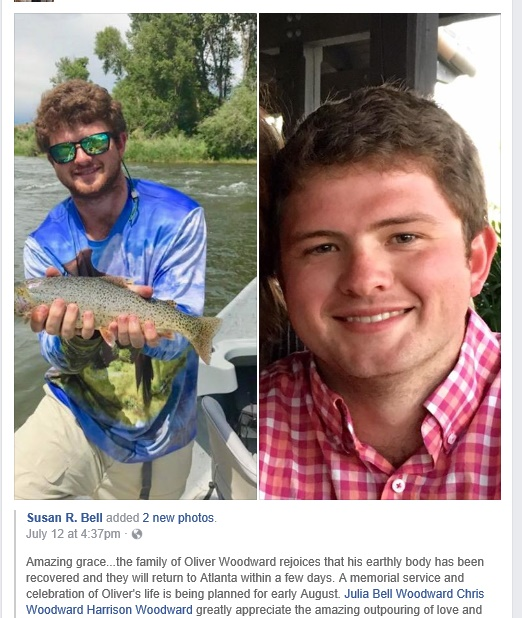 Susan R. Bell added 2 new photos.
July 12 at 4:37pm ·
Amazing grace...the family of Oliver Woodward rejoices that his earthly body has been
recovered and they will return to Atlanta within a few days. A memorial service and
celebration of Oliver's life is being planned for early August. Julia Bell Woodward Chris
Woodward Harrison Woodward greatly appreciate the amazing outpouring of love and